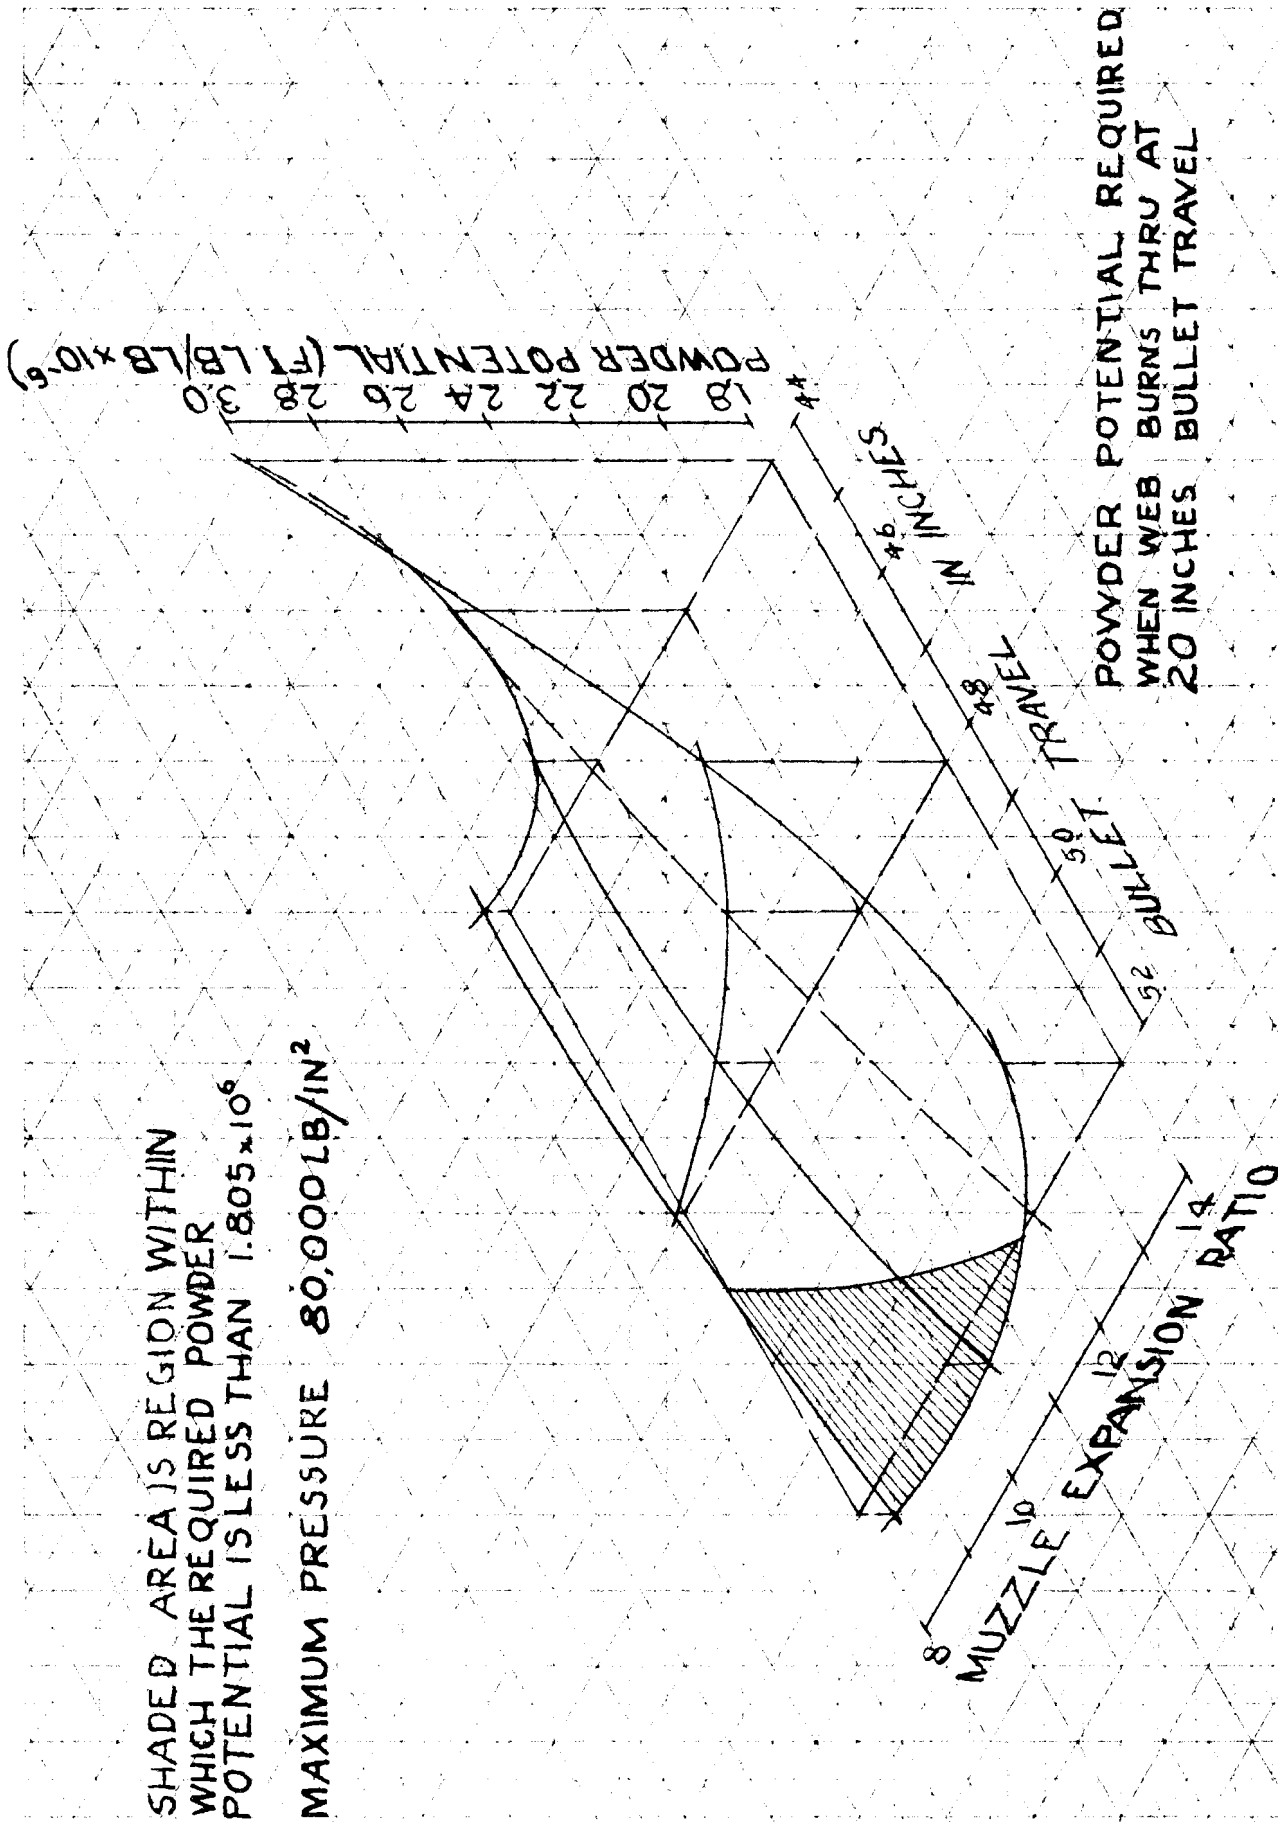 SHADED AREA IS REGION WITHIN
WHICH THE REQUIRED POWDER
POTENTIAL IS LESS THAN 1.805×10⁶
MAXIMUM PRESSURE 80,000 LB/IN²
POWDER POTENTIAL (FT LB/LB×10⁻⁶)
3.0
2.8
2.6
2.4
2.2
2.0
1.8
44
46
48
50
52
BULLET TRAVEL IN INCHES
8
10
12
14
MUZZLE EXPANSION RATIO
POWDER POTENTIAL REQUIRED
WHEN WEB BURNS THRU AT
20 INCHES BULLET TRAVEL